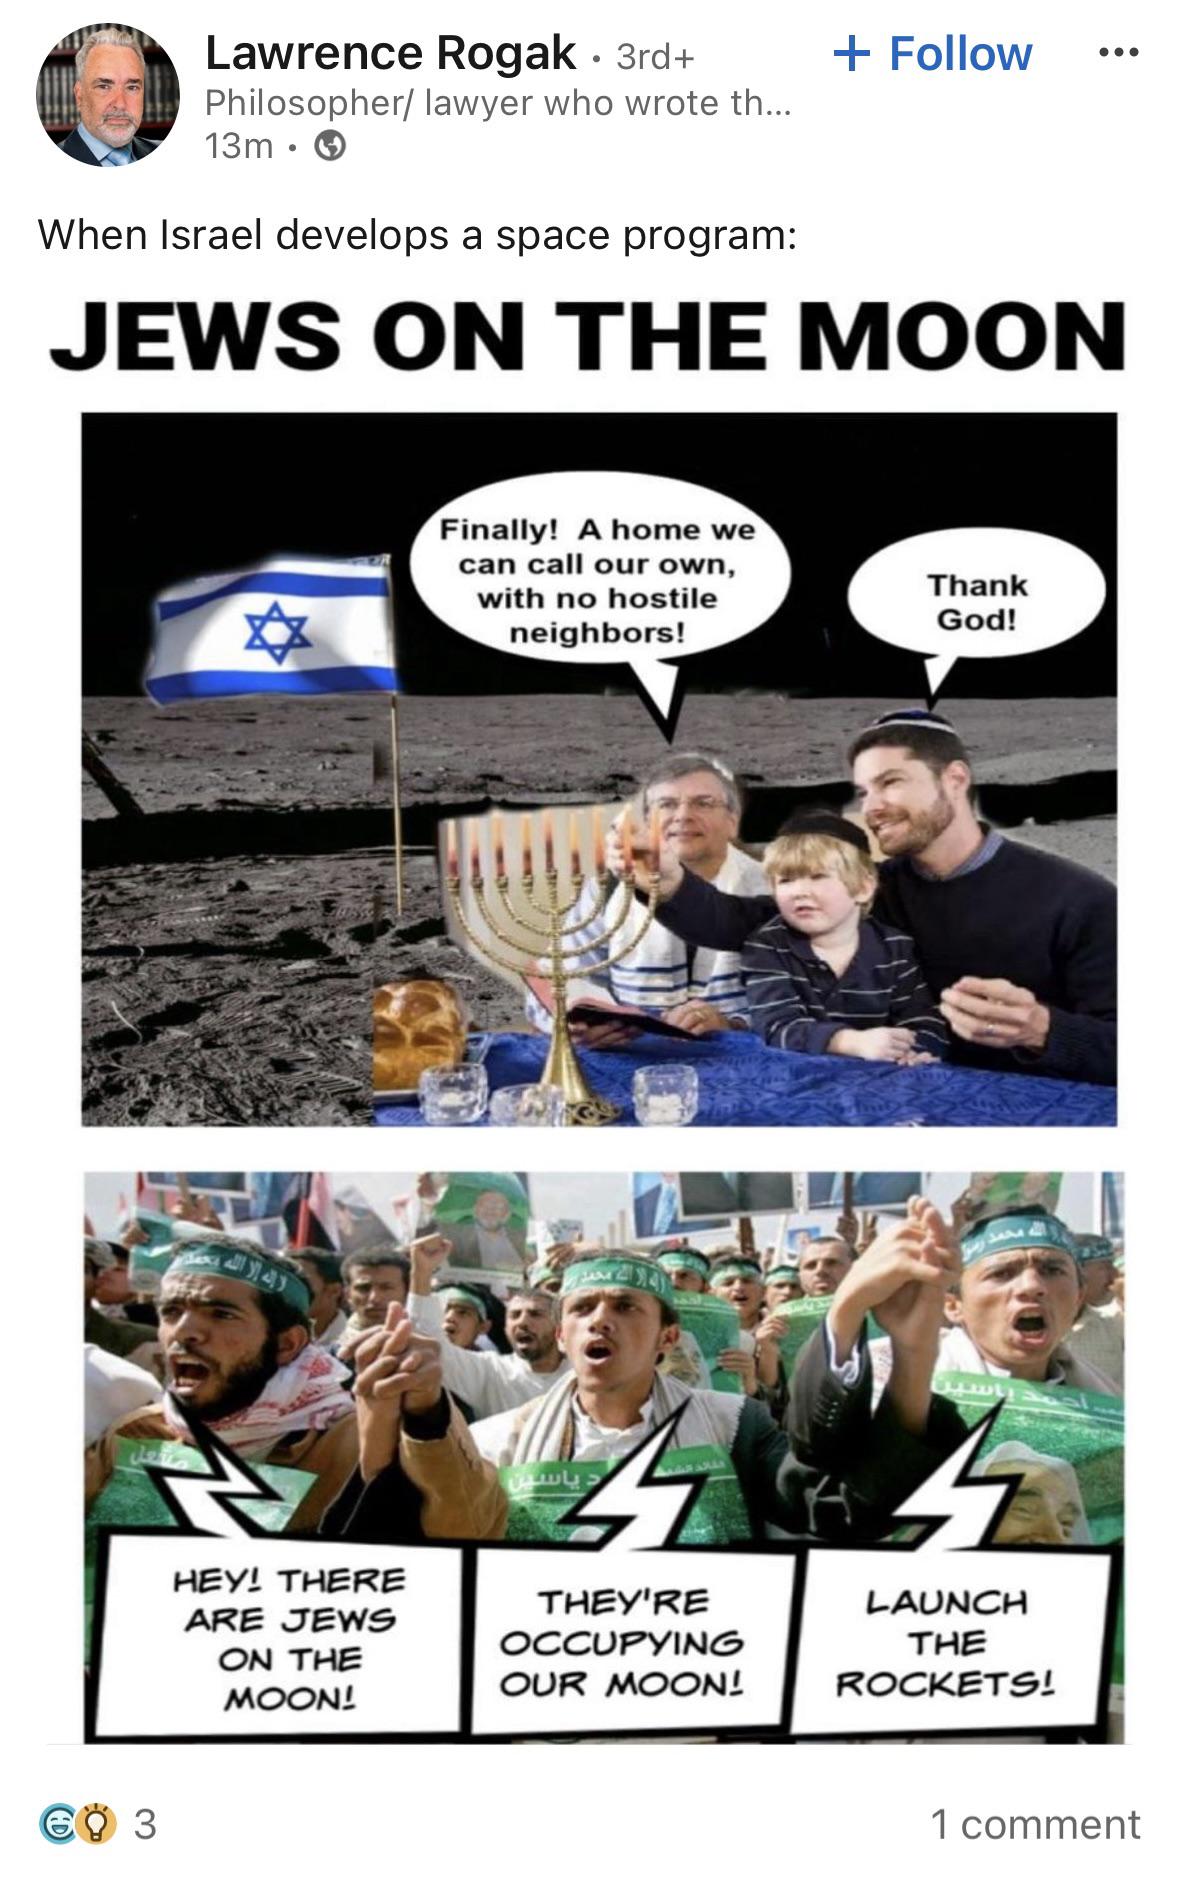 Lawrence Rogak • 3rd+
+ Follow
Philosopher/ lawyer who wrote th...
13m •
When Israel develops a space program:
JEWS ON THE MOON
Finally! A home we
can call our own,
with no hostile
neighbors!
Thank
God!
HEY! THERE
ARE JEWS
ON THE
MOON!
THEY'RE
OCCUPYING
OUR MOON!
LAUNCH
THE
ROCKETS!
3
1 comment